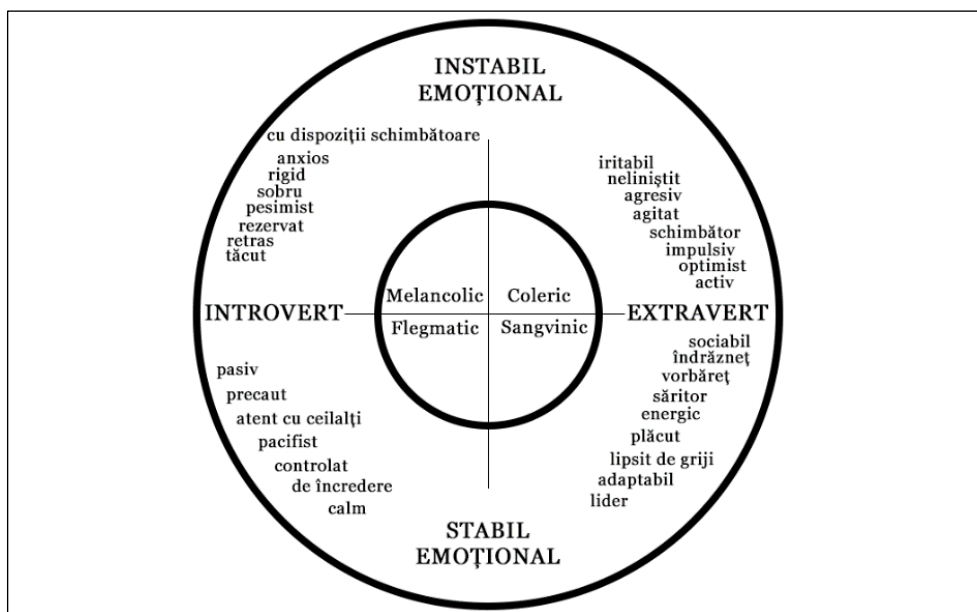 INSTABIL
EMOȚIONAL
cu dispoziții schimbătoare
anxios
rigid
sobru
pesimist
rezervat
retras
tăcut
iritabil
neliniștit
agresiv
agitat
schimbător
impulsiv
optimist
activ
Melancolic
Coleric
INTROVERT
EXTRAVERT
Flegmatic
Sangvinic
pasiv
precaut
atent cu ceilalți
pacifist
controlat
de încredere
calm
sociabil
îndrăzneț
vorbăreț
săritor
energic
plăcut
lipsit de griji
adaptabil
lider
STABIL
EMOȚIONAL